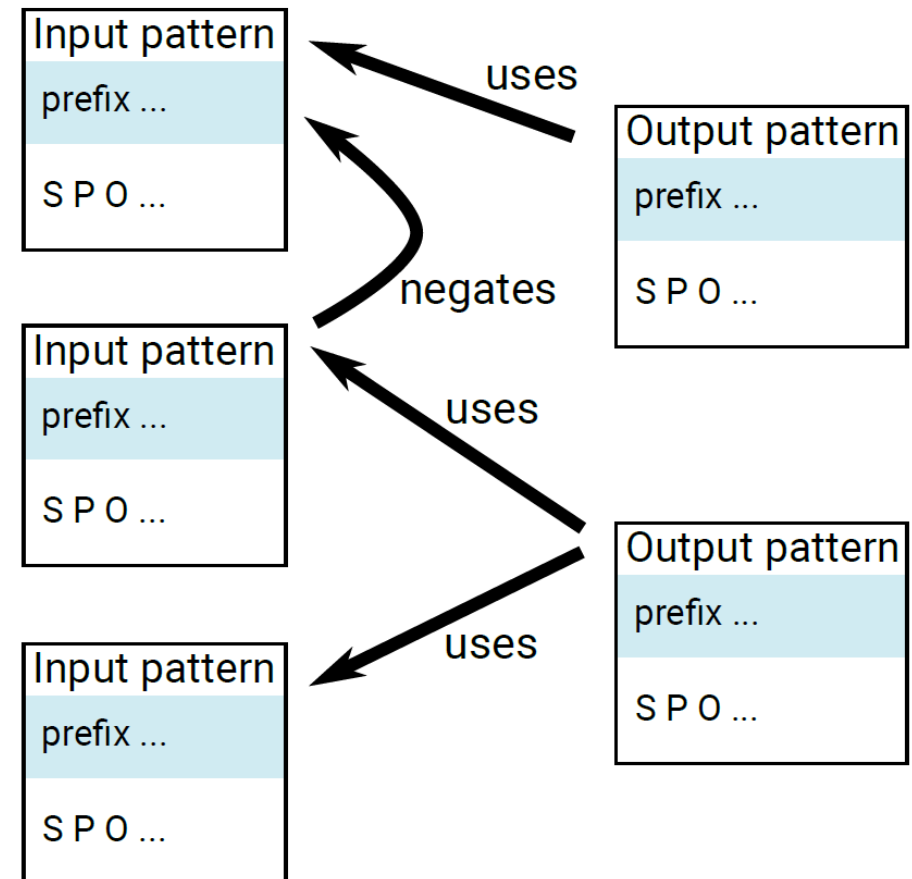 Input pattern
prefix ...
S P O ...
uses
Output pattern
prefix ...
S P O ...
negates
Input pattern
prefix ...
S P O ...
uses
Output pattern
prefix ...
S P O ...
uses
Input pattern
prefix ...
S P O ...